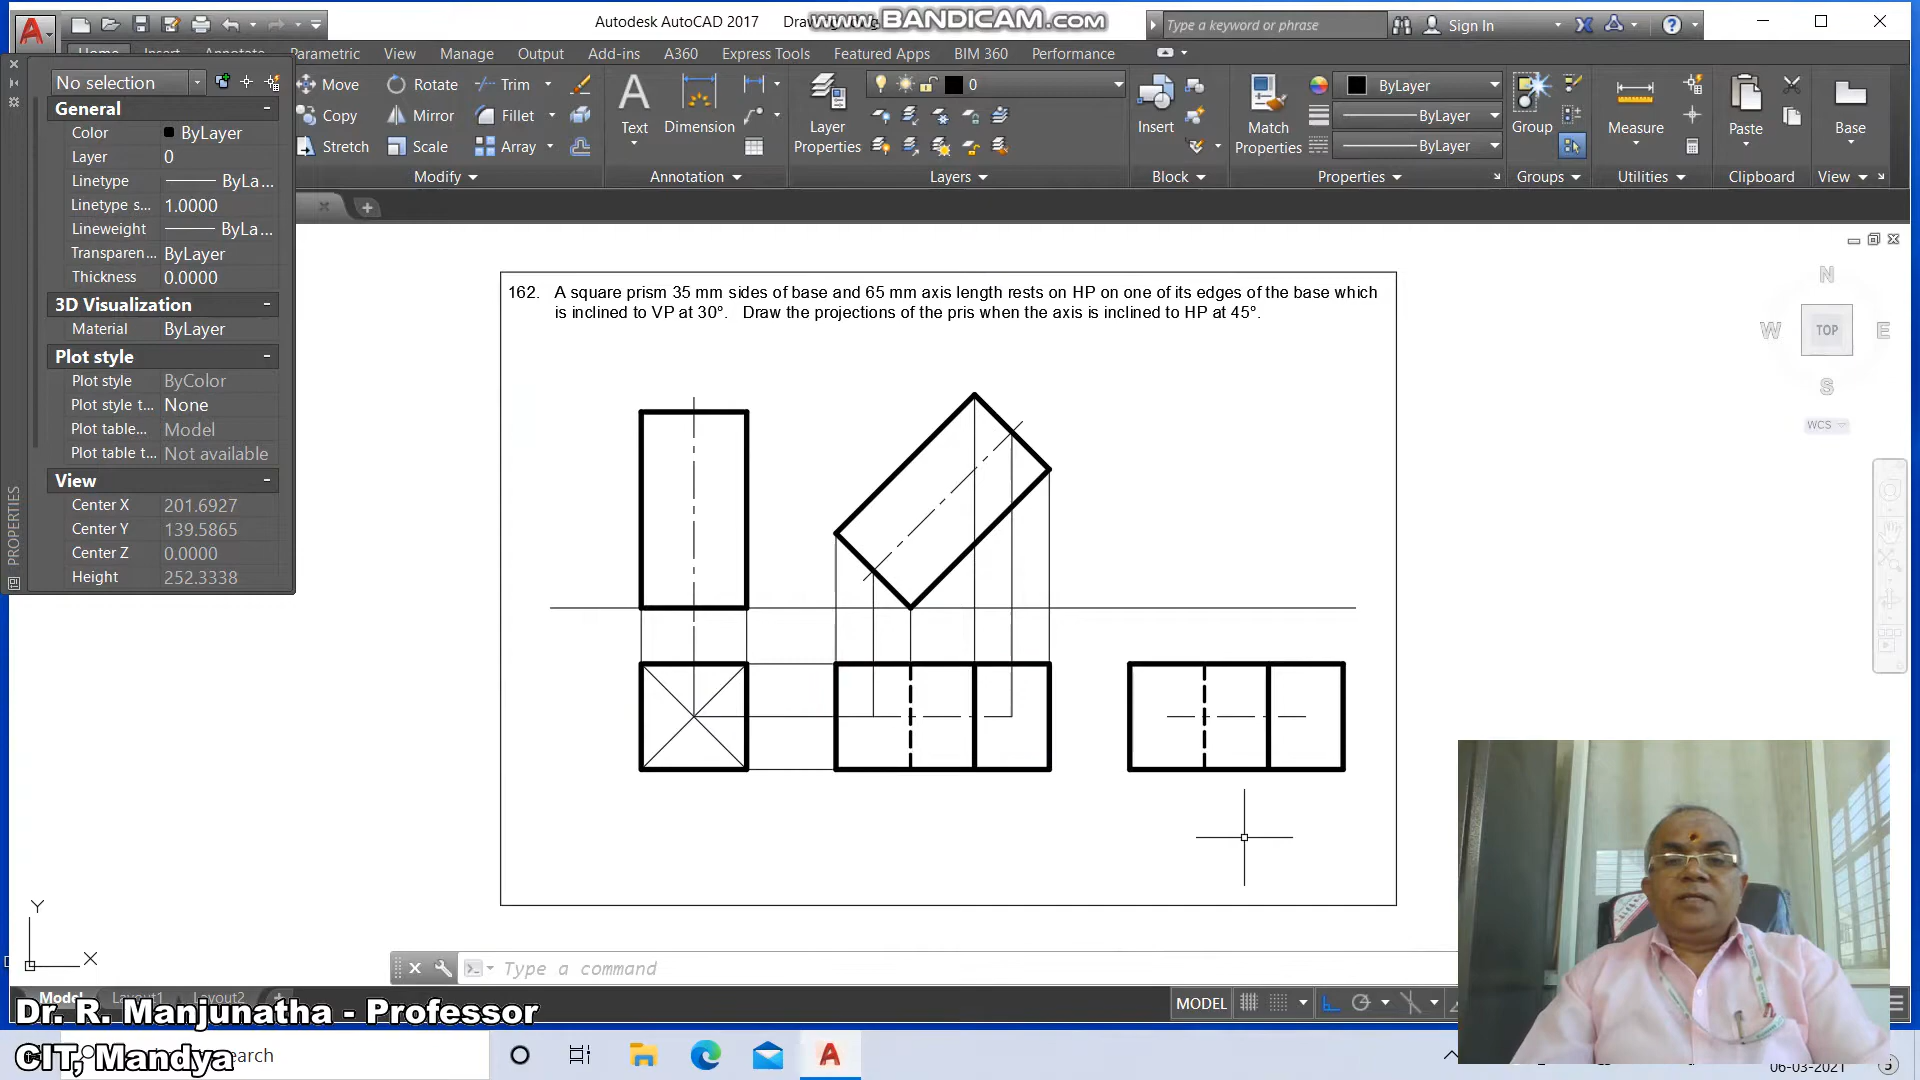 Autodesk AutoCAD 2017
www.BANDICAM.com
Type a keyword or phrase
Sign In
Parametric View Manage Output Add-ins A360 Express Tools Featured Apps BIM 360 Performance
No selection
General
Color ByLayer
Layer 0
Linetype ByLa...
Linetype s... 1.0000
Lineweight ByLa...
Transparen... ByLayer
Thickness 0.0000
3D Visualization
Material ByLayer
Plot style
Plot style ByColor
Plot style t... None
Plot table... Model
Plot table t... Not available
View
Center X 201.6927
Center Y 139.5865
Center Z 0.0000
Height 252.3338
PROPERTIES
Move Rotate Trim
Copy Mirror Fillet
Stretch Scale Array
Modify
Text Dimension
Annotation
Layer Properties
0
Layers
Insert
Block
Match Properties
ByLayer
ByLayer
ByLayer
Properties
Group
Groups
Measure
Utilities
Paste
Clipboard
Base
View
162. A square prism 35 mm sides of base and 65 mm axis length rests on HP on one of its edges of the base which
is inclined to VP at 30°. Draw the projections of the pris when the axis is inclined to HP at 45°.
N
W TOP E
S
WCS
Y
X
Type a command
Model Layout1 Layout2
MODEL
Dr. R. Manjunatha - Professor
CIT, Mandya
06-03-2021